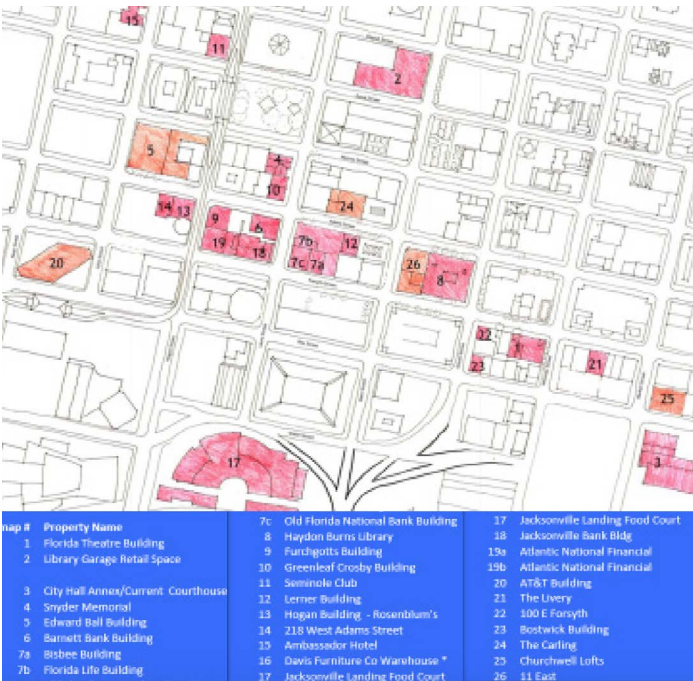 15
11
2
5
4
10
24
14 13
9
6
19
18
7b
12
7c 7a
26
8
20
22
1
23
21
25
3
17
map # Property Name
1 Florida Theatre Building
2 Library Garage Retail Space
3 City Hall Annex/Current Courthouse
4 Snyder Memorial
5 Edward Ball Building
6 Barnett Bank Building
7a Bisbee Building
7b Florida Life Building
7c Old Florida National Bank Building
8 Haydon Burns Library
9 Furchgotts Building
10 Greenleaf Crosby Building
11 Seminole Club
12 Lerner Building
13 Hogan Building - Rosenblum's
14 218 West Adams Street
15 Ambassador Hotel
16 Davis Furniture Co Warehouse *
17 Jacksonville Landing Food Court
17 Jacksonville Landing Food Court
18 Jacksonville Bank Bldg
19a Atlantic National Financial
19b Atlantic National Financial
20 AT&T Building
21 The Livery
22 100 E Forsyth
23 Bostwick Building
24 The Carling
25 Churchwell Lofts
26 11 East